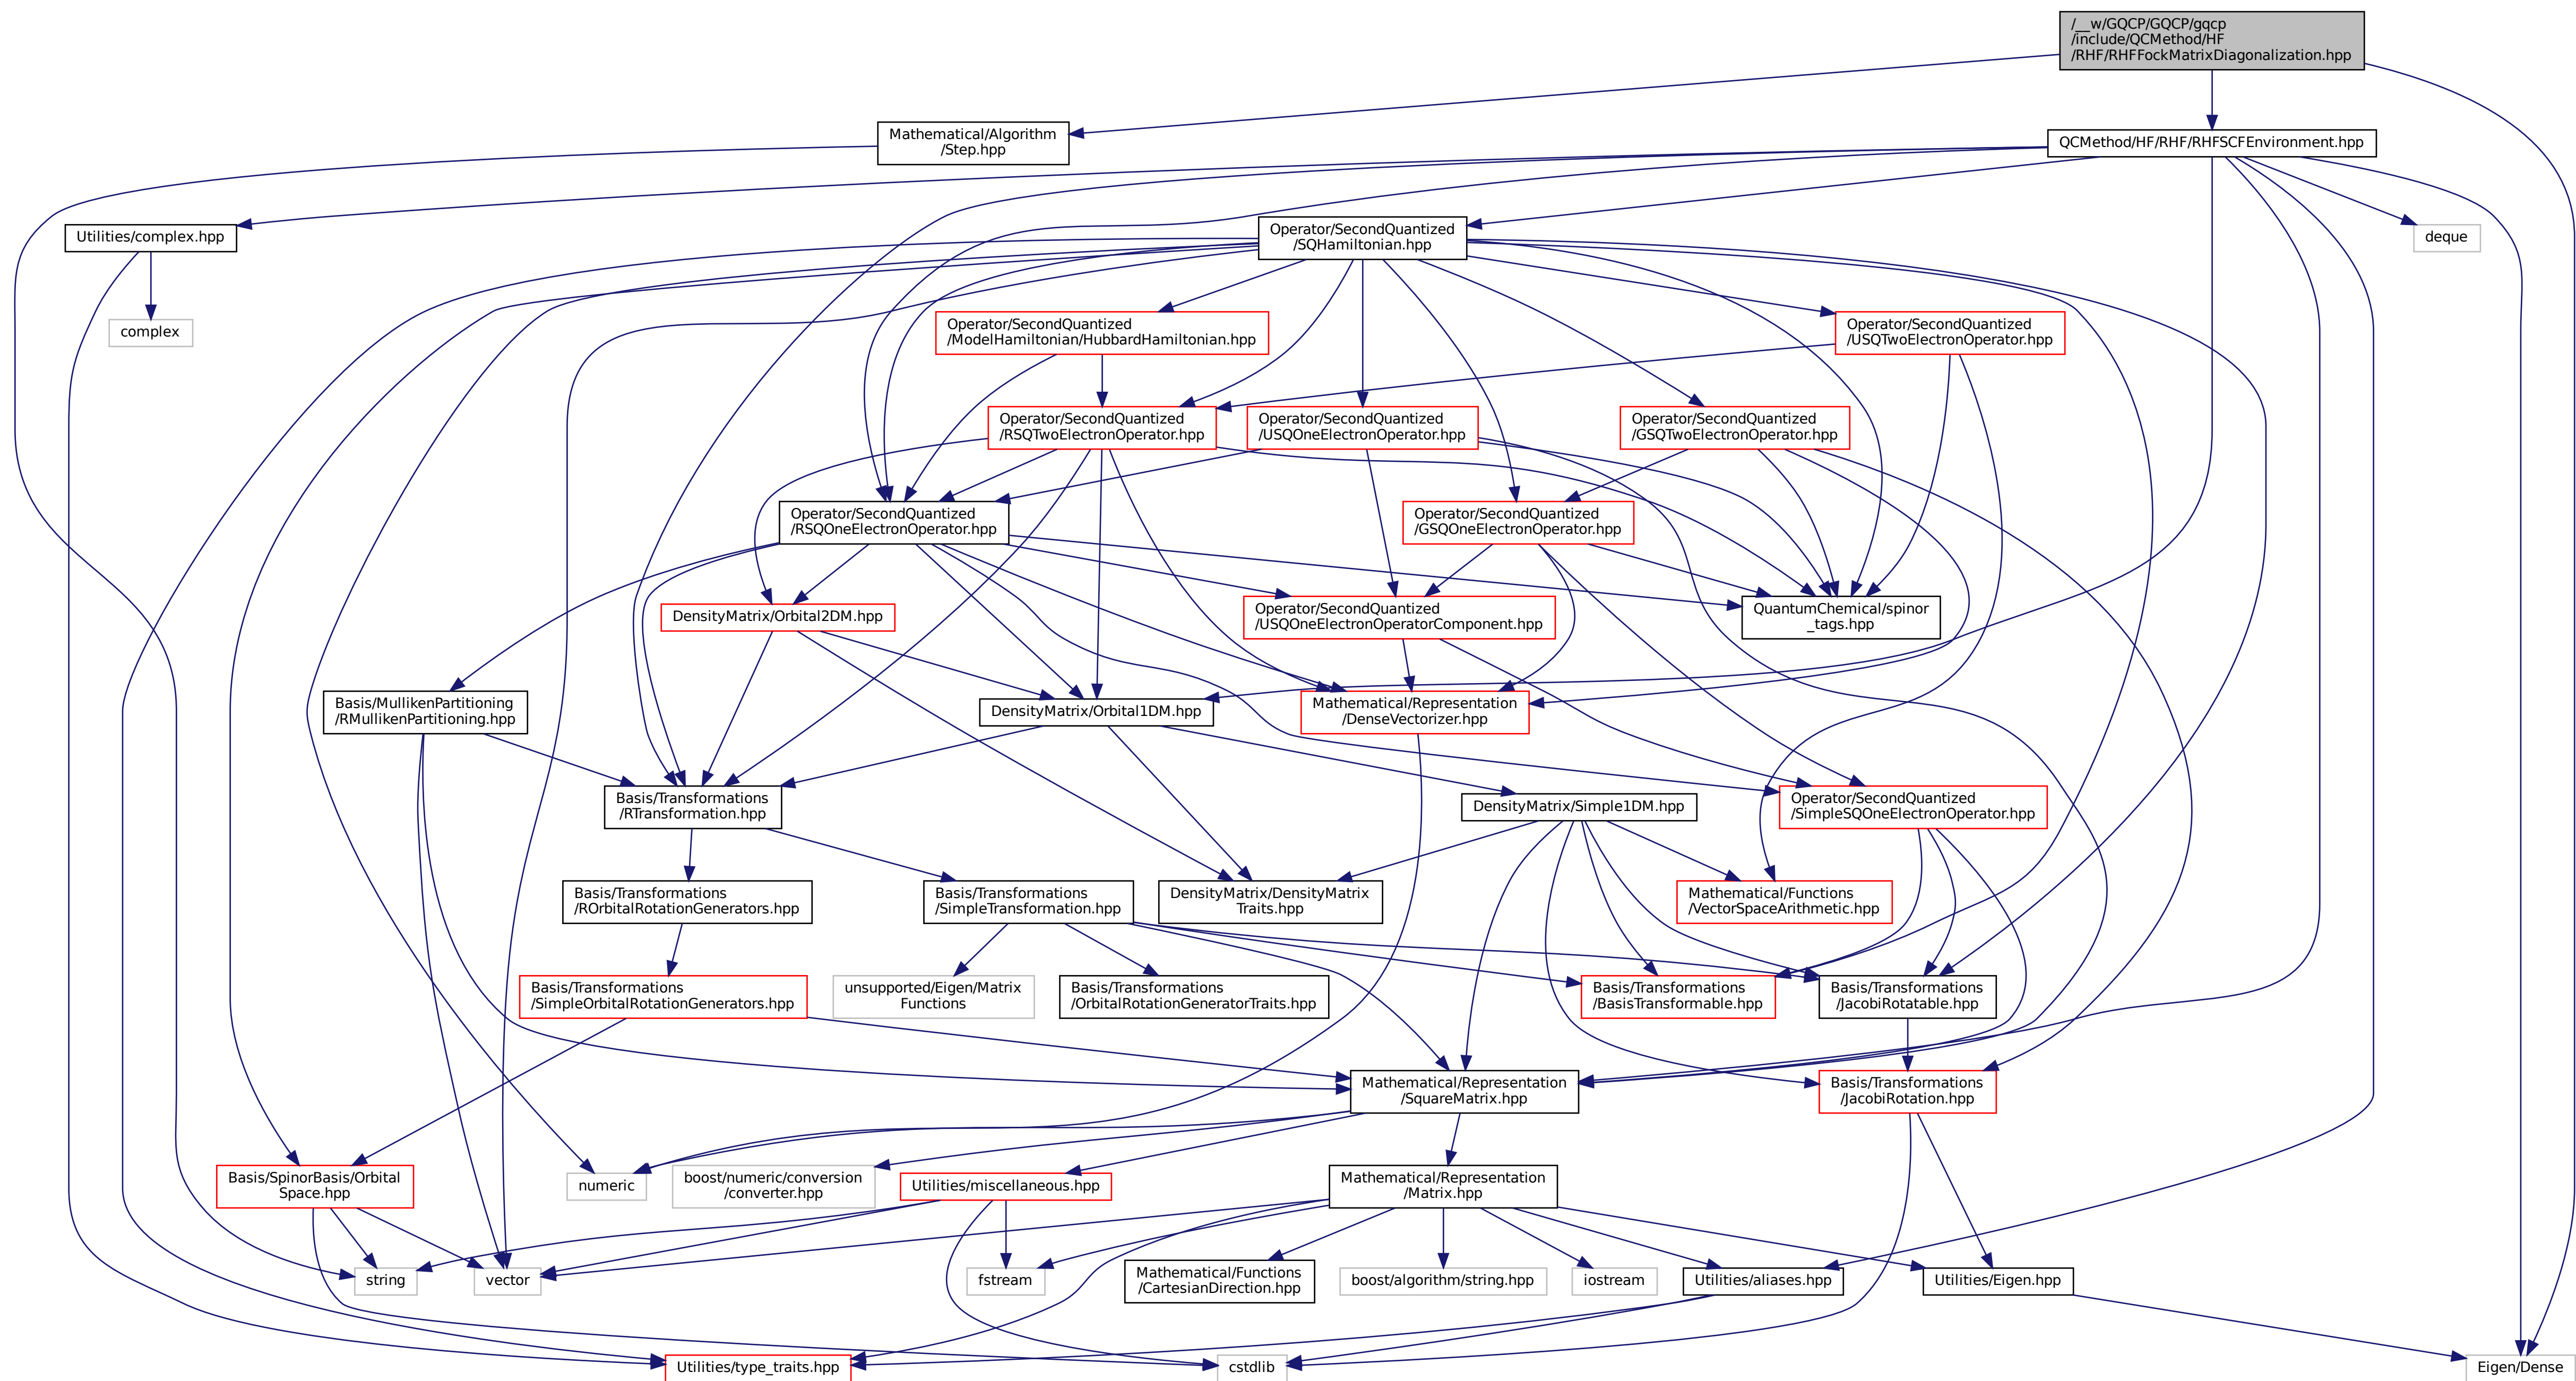 /__w/GQCP/GQCP/gqcp
/include/QCMethod/HF
/RHF/RHFFockMatrixDiagonalization.hpp
Mathematical/Algorithm
/Step.hpp
QCMethod/HF/RHF/RHFSCFEnvironment.hpp
Utilities/complex.hpp
Operator/SecondQuantized
/SQHamiltonian.hpp
deque
complex
Operator/SecondQuantized
/ModelHamiltonian/HubbardHamiltonian.hpp
Operator/SecondQuantized
/USQTwoElectronOperator.hpp
Operator/SecondQuantized
/RSQTwoElectronOperator.hpp
Operator/SecondQuantized
/USQOneElectronOperator.hpp
Operator/SecondQuantized
/GSQTwoElectronOperator.hpp
Operator/SecondQuantized
/RSQOneElectronOperator.hpp
Operator/SecondQuantized
/GSQOneElectronOperator.hpp
DensityMatrix/Orbital2DM.hpp
Operator/SecondQuantized
/USQOneElectronOperatorComponent.hpp
QuantumChemical/spinor
_tags.hpp
Basis/MullikenPartitioning
/RMullikenPartitioning.hpp
DensityMatrix/Orbital1DM.hpp
Mathematical/Representation
/DenseVectorizer.hpp
Basis/Transformations
/RTransformation.hpp
DensityMatrix/Simple1DM.hpp
Operator/SecondQuantized
/SimpleSQOneElectronOperator.hpp
Basis/Transformations
/ROrbitalRotationGenerators.hpp
Basis/Transformations
/SimpleTransformation.hpp
DensityMatrix/DensityMatrix
Traits.hpp
Mathematical/Functions
/VectorSpaceArithmetic.hpp
Basis/Transformations
/SimpleOrbitalRotationGenerators.hpp
unsupported/Eigen/Matrix
Functions
Basis/Transformations
/OrbitalRotationGeneratorTraits.hpp
Basis/Transformations
/BasisTransformable.hpp
Basis/Transformations
/JacobiRotatable.hpp
Mathematical/Representation
/SquareMatrix.hpp
Basis/Transformations
/JacobiRotation.hpp
Basis/SpinorBasis/Orbital
Space.hpp
numeric
boost/numeric/conversion
/converter.hpp
Utilities/miscellaneous.hpp
Mathematical/Representation
/Matrix.hpp
string
vector
fstream
Mathematical/Functions
/CartesianDirection.hpp
boost/algorithm/string.hpp
iostream
Utilities/aliases.hpp
Utilities/Eigen.hpp
Utilities/type_traits.hpp
cstdlib
Eigen/Dense